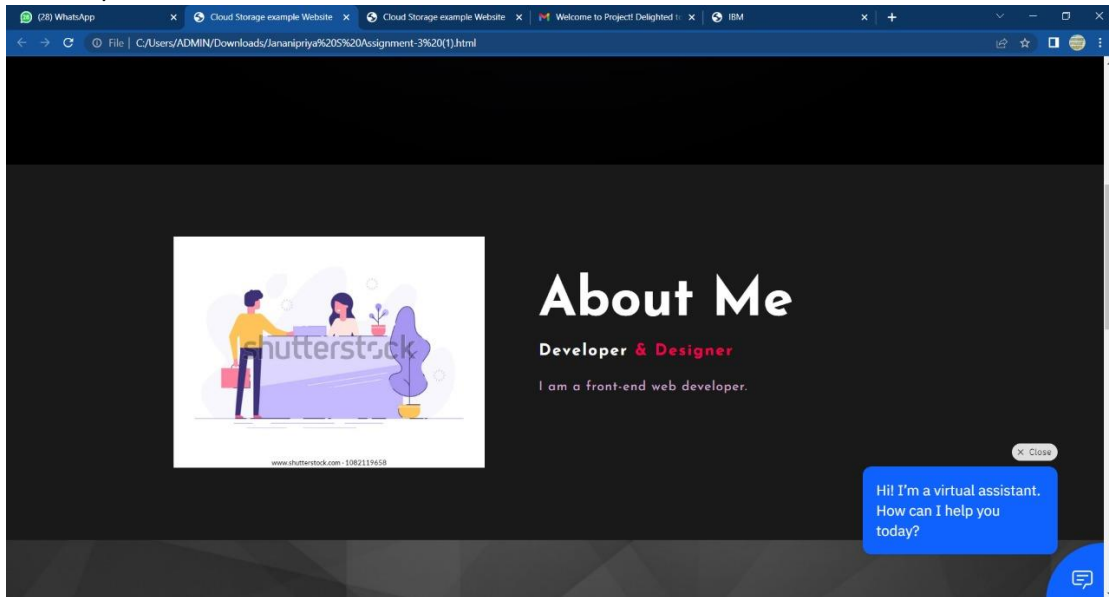 (28) WhatsApp
Cloud Storage example Website
Cloud Storage example Website
Welcome to Project! Delighted to
IBM
File | C:/Users/ADMIN/Downloads/Jananipriya%20S%20Assignment-3%20(1).html
shutterstock
www.shutterstock.com · 1082119658
About Me
Developer & Designer
I am a front-end web developer.
× Close
Hi! I'm a virtual assistant.
How can I help you
today?